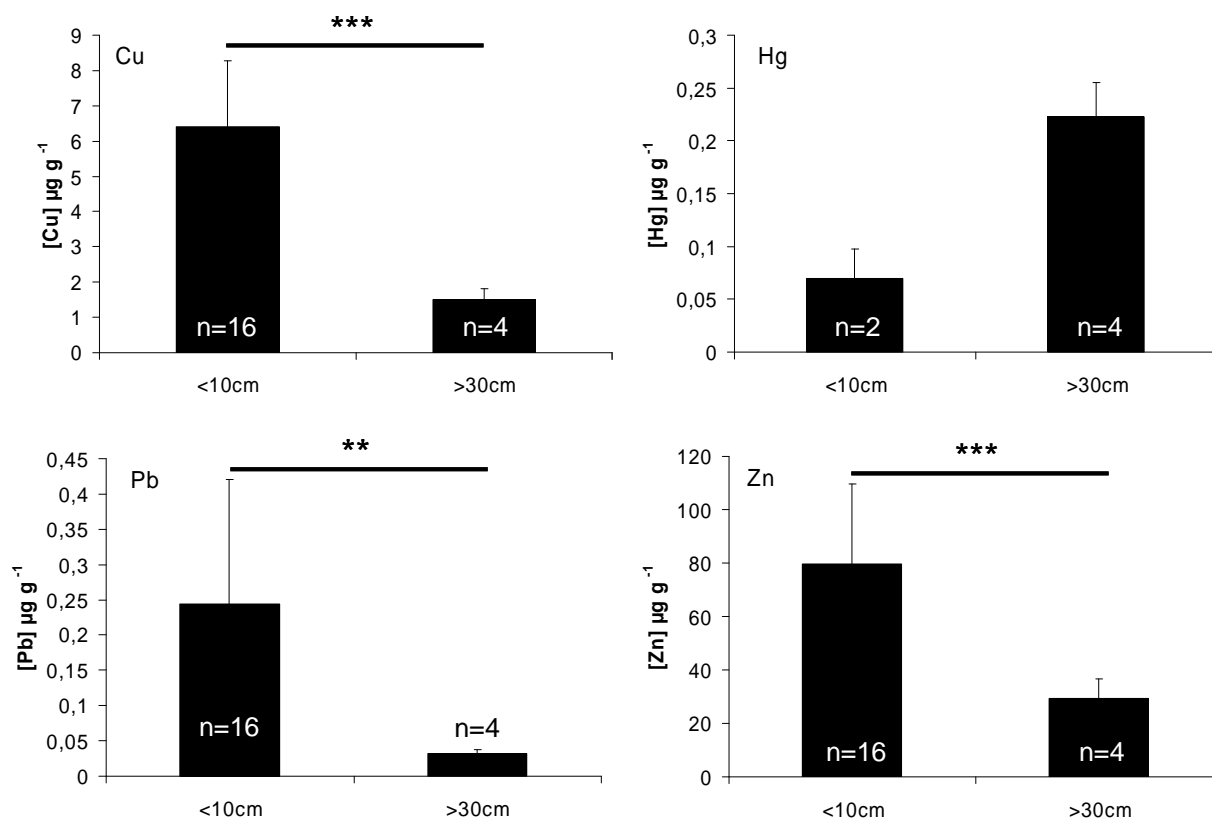 ***
Cu
9
8
7
6
5
4
3
2
1
0
[Cu] µg g⁻¹
n=16
n=4
<10cm
>30cm
Hg
0,3
0,25
0,2
0,15
0,1
0,05
0
[Hg] µg g⁻¹
n=2
n=4
<10cm
>30cm
**
Pb
0,45
0,4
0,35
0,3
0,25
0,2
0,15
0,1
0,05
0
[Pb] µg g⁻¹
n=16
n=4
<10cm
>30cm
***
Zn
120
100
80
60
40
20
0
[Zn] µg g⁻¹
n=16
n=4
<10cm
>30cm